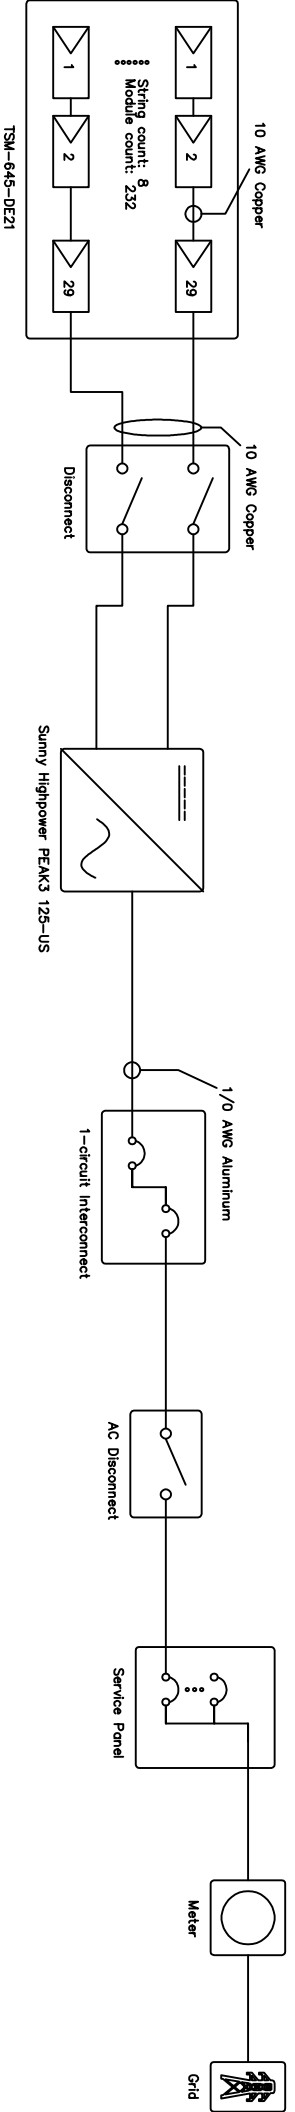 10 AWG Copper
1
2
29
String count: 8
Module count: 232
1
2
29
TSM-645-DE21
10 AWG Copper
Disconnect
Sunny Highpower PEAK3 125-US
1/0 AWG Aluminum
1-circuit Interconnect
AC Disconnect
Service Panel
Meter
Grid